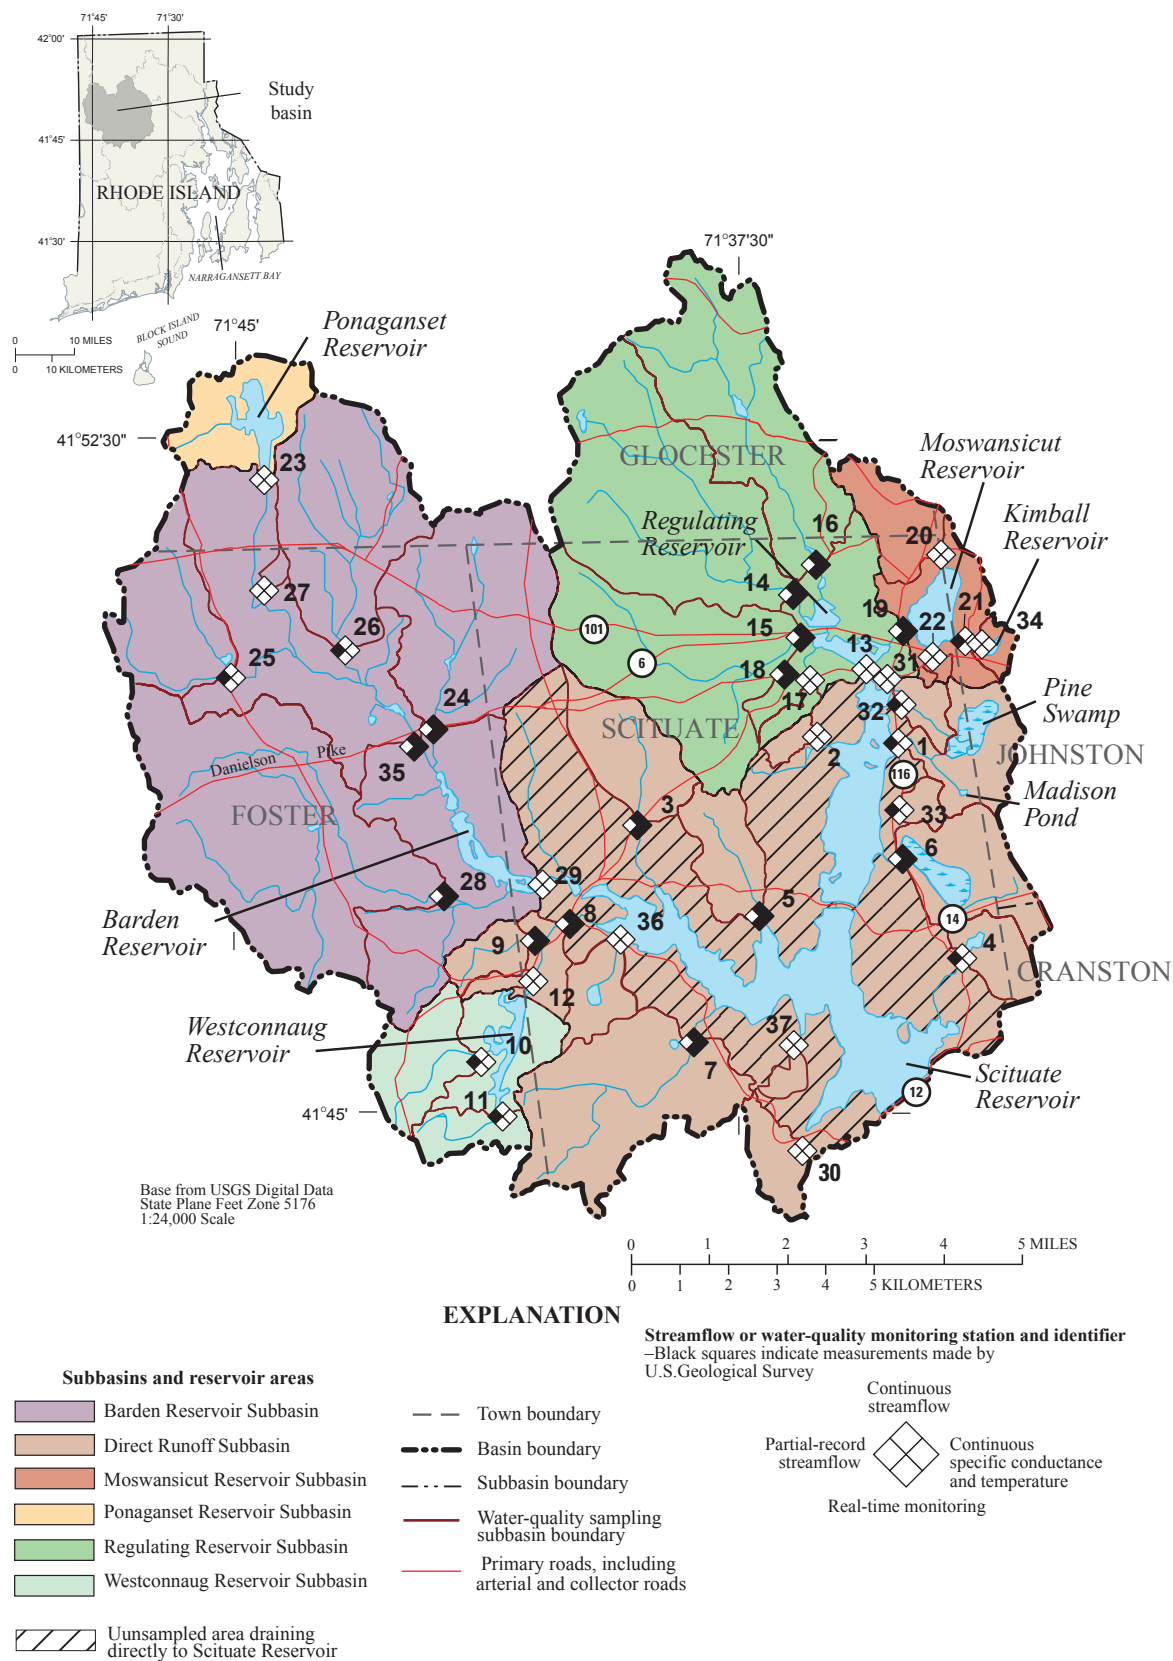 71°45'
71°30'
42°00'
Study
basin
41°45'
RHODE ISLAND
41°30'
NARRAGANSETT BAY
BLOCK ISLAND
SOUND
0 10 MILES
0 10 KILOMETERS
71°37'30"
71°45'
Ponaganset
Reservoir
41°52'30"
GLOCESTER
Moswansicut
Reservoir
Kimball
Reservoir
Regulating
Reservoir
23
16
20
14
27
19
21
34
22
15
101
26
13
31
6
25
18
17
24
32
Pine
Swamp
SCITUATE
2
1
JOHNSTON
Danielson
Pike
35
116
Madison
Pond
FOSTER
3
33
6
29
28
5
8
36
14
Barden
Reservoir
9
4
CRANSTON
12
37
Westconnaug
Reservoir
10
7
Scituate
Reservoir
11
12
41°45'
30
Base from USGS Digital Data
State Plane Feet Zone 5176
1:24,000 Scale
0 1 2 3 4 5 MILES
0 1 2 3 4 5 KILOMETERS
EXPLANATION
Streamflow or water-quality monitoring station and identifier
–Black squares indicate measurements made by
U.S.Geological Survey
Subbasins and reservoir areas
Barden Reservoir Subbasin
Direct Runoff Subbasin
Moswansicut Reservoir Subbasin
Ponaganset Reservoir Subbasin
Regulating Reservoir Subbasin
Westconnaug Reservoir Subbasin
Uunsampled area draining
directly to Scituate Reservoir
Town boundary
Basin boundary
Subbasin boundary
Water-quality sampling
subbasin boundary
Primary roads, including
arterial and collector roads
Continuous
streamflow
Partial-record
streamflow
Continuous
specific conductance
and temperature
Real-time monitoring